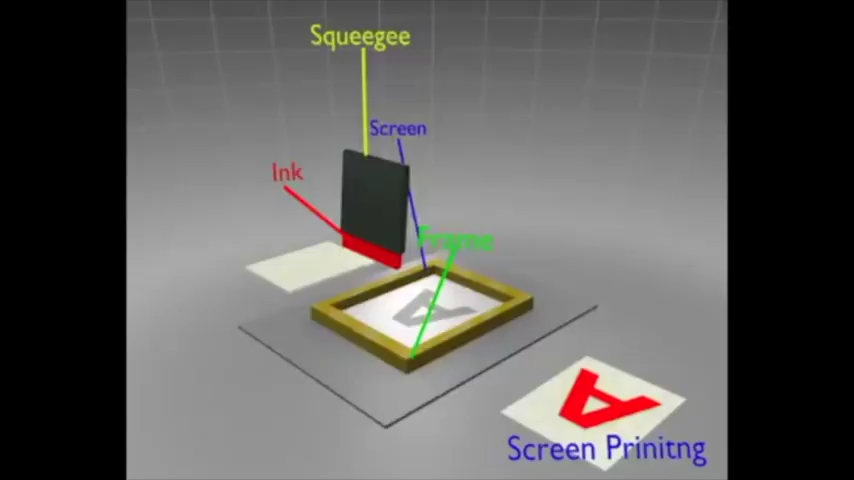 Squeegee
Screen
Ink
Frame
A
A
Screen Prinitng